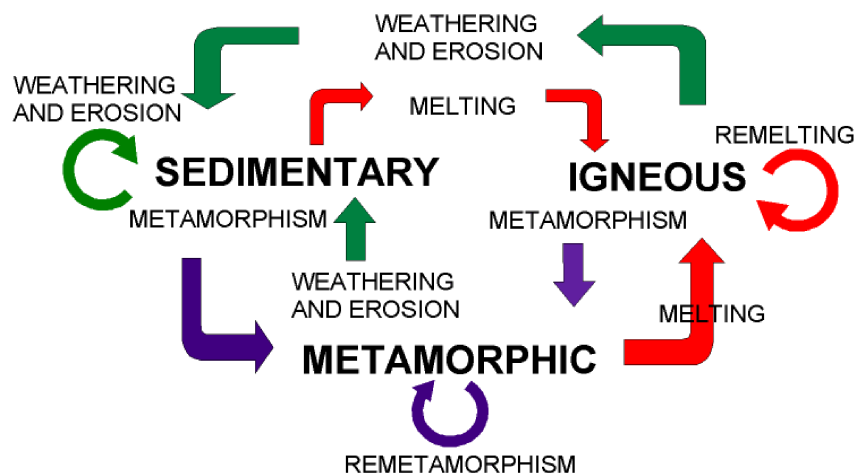 WEATHERING
AND EROSION
WEATHERING
AND EROSION
MELTING
REMELTING
SEDIMENTARY
IGNEOUS
METAMORPHISM
METAMORPHISM
WEATHERING
AND EROSION
MELTING
METAMORPHIC
REMETAMORPHISM